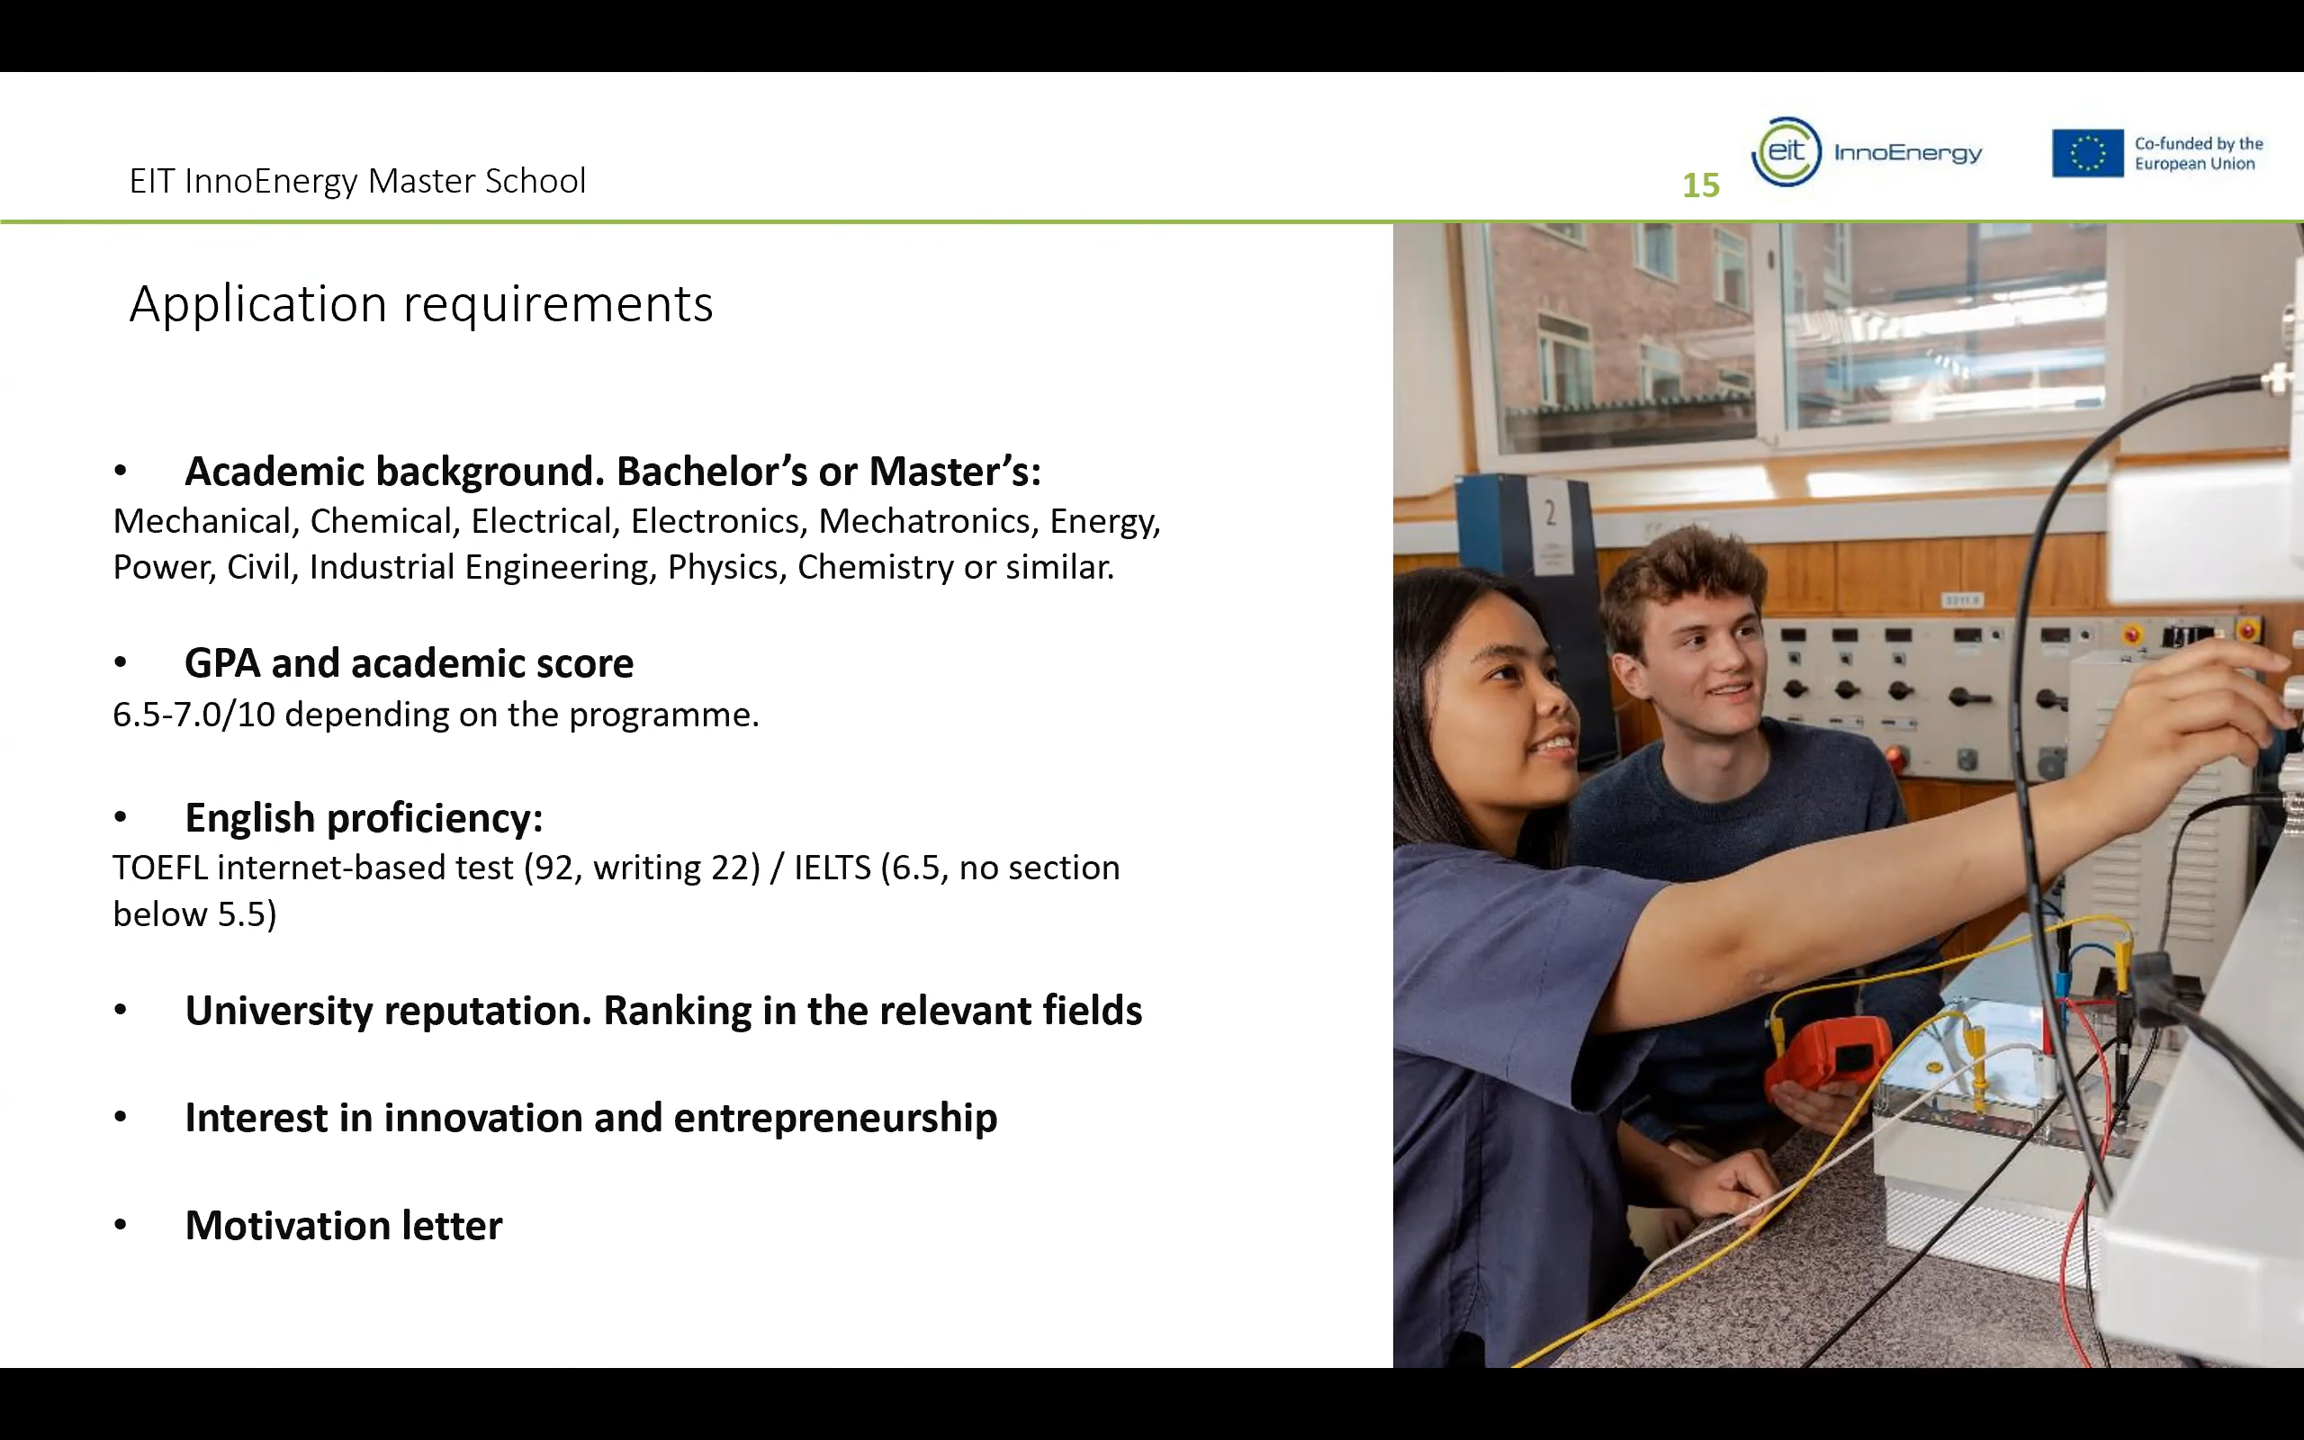 EIT InnoEnergy Master School
15
eit InnoEnergy
Co-funded by the
European Union
Application requirements
• Academic background. Bachelor’s or Master’s:
Mechanical, Chemical, Electrical, Electronics, Mechatronics, Energy,
Power, Civil, Industrial Engineering, Physics, Chemistry or similar.
• GPA and academic score
6.5-7.0/10 depending on the programme.
• English proficiency:
TOEFL internet-based test (92, writing 22) / IELTS (6.5, no section
below 5.5)
• University reputation. Ranking in the relevant fields
• Interest in innovation and entrepreneurship
• Motivation letter
2